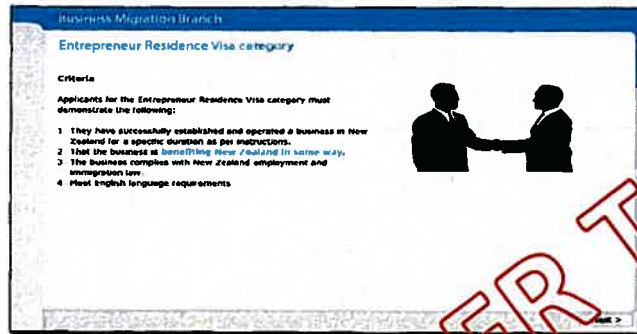 Business Migration Branch
Entrepreneur Residence Visa category
Criteria
Applicants for the Entrepreneur Residence Visa category must
demonstrate the following:
1 They have successfully established and operated a business in New
Zealand for a specific duration as per instructions.
2 That the business is benefiting New Zealand in some way.
3 The business complies with New Zealand employment and
immigration law
4 Meet English language requirements
ER T